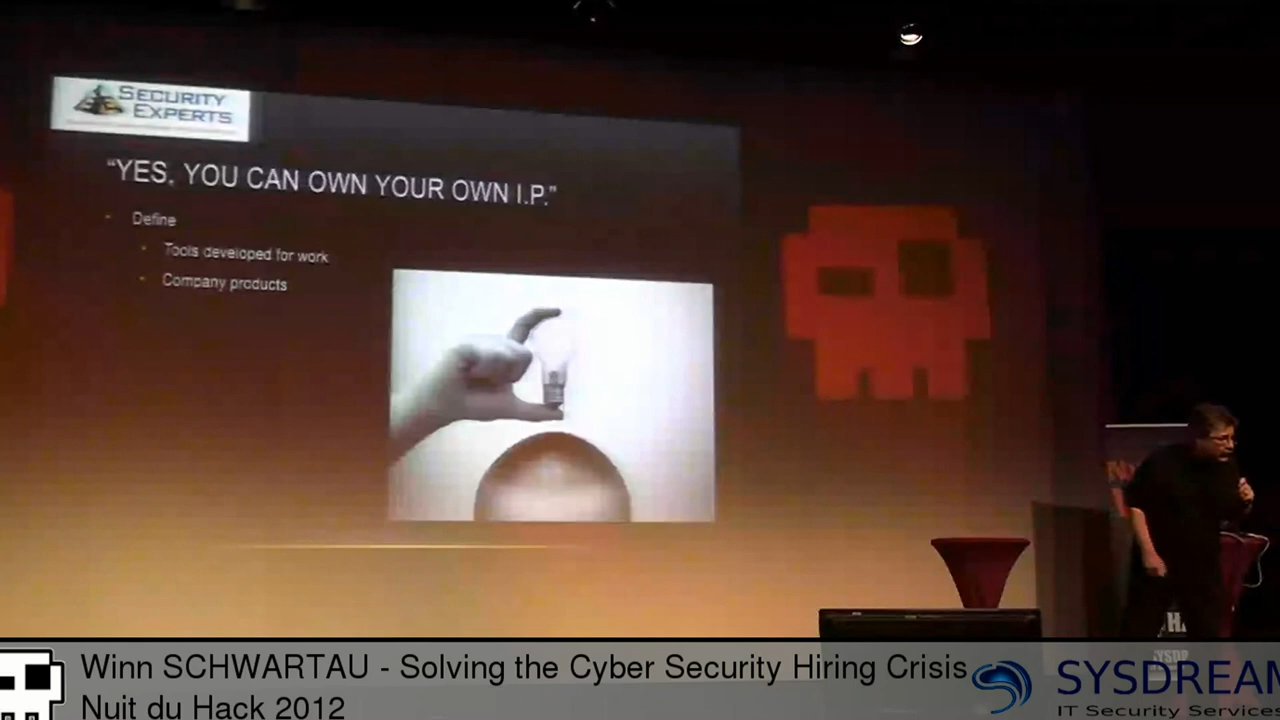 SECURITY
EXPERTS
“YES, YOU CAN OWN YOUR OWN I.P.”
Define
Tools developed for work
Company products
Winn SCHWARTAU - Solving the Cyber Security Hiring Crisis
Nuit du Hack 2012
SYSDREAM
IT Security Services